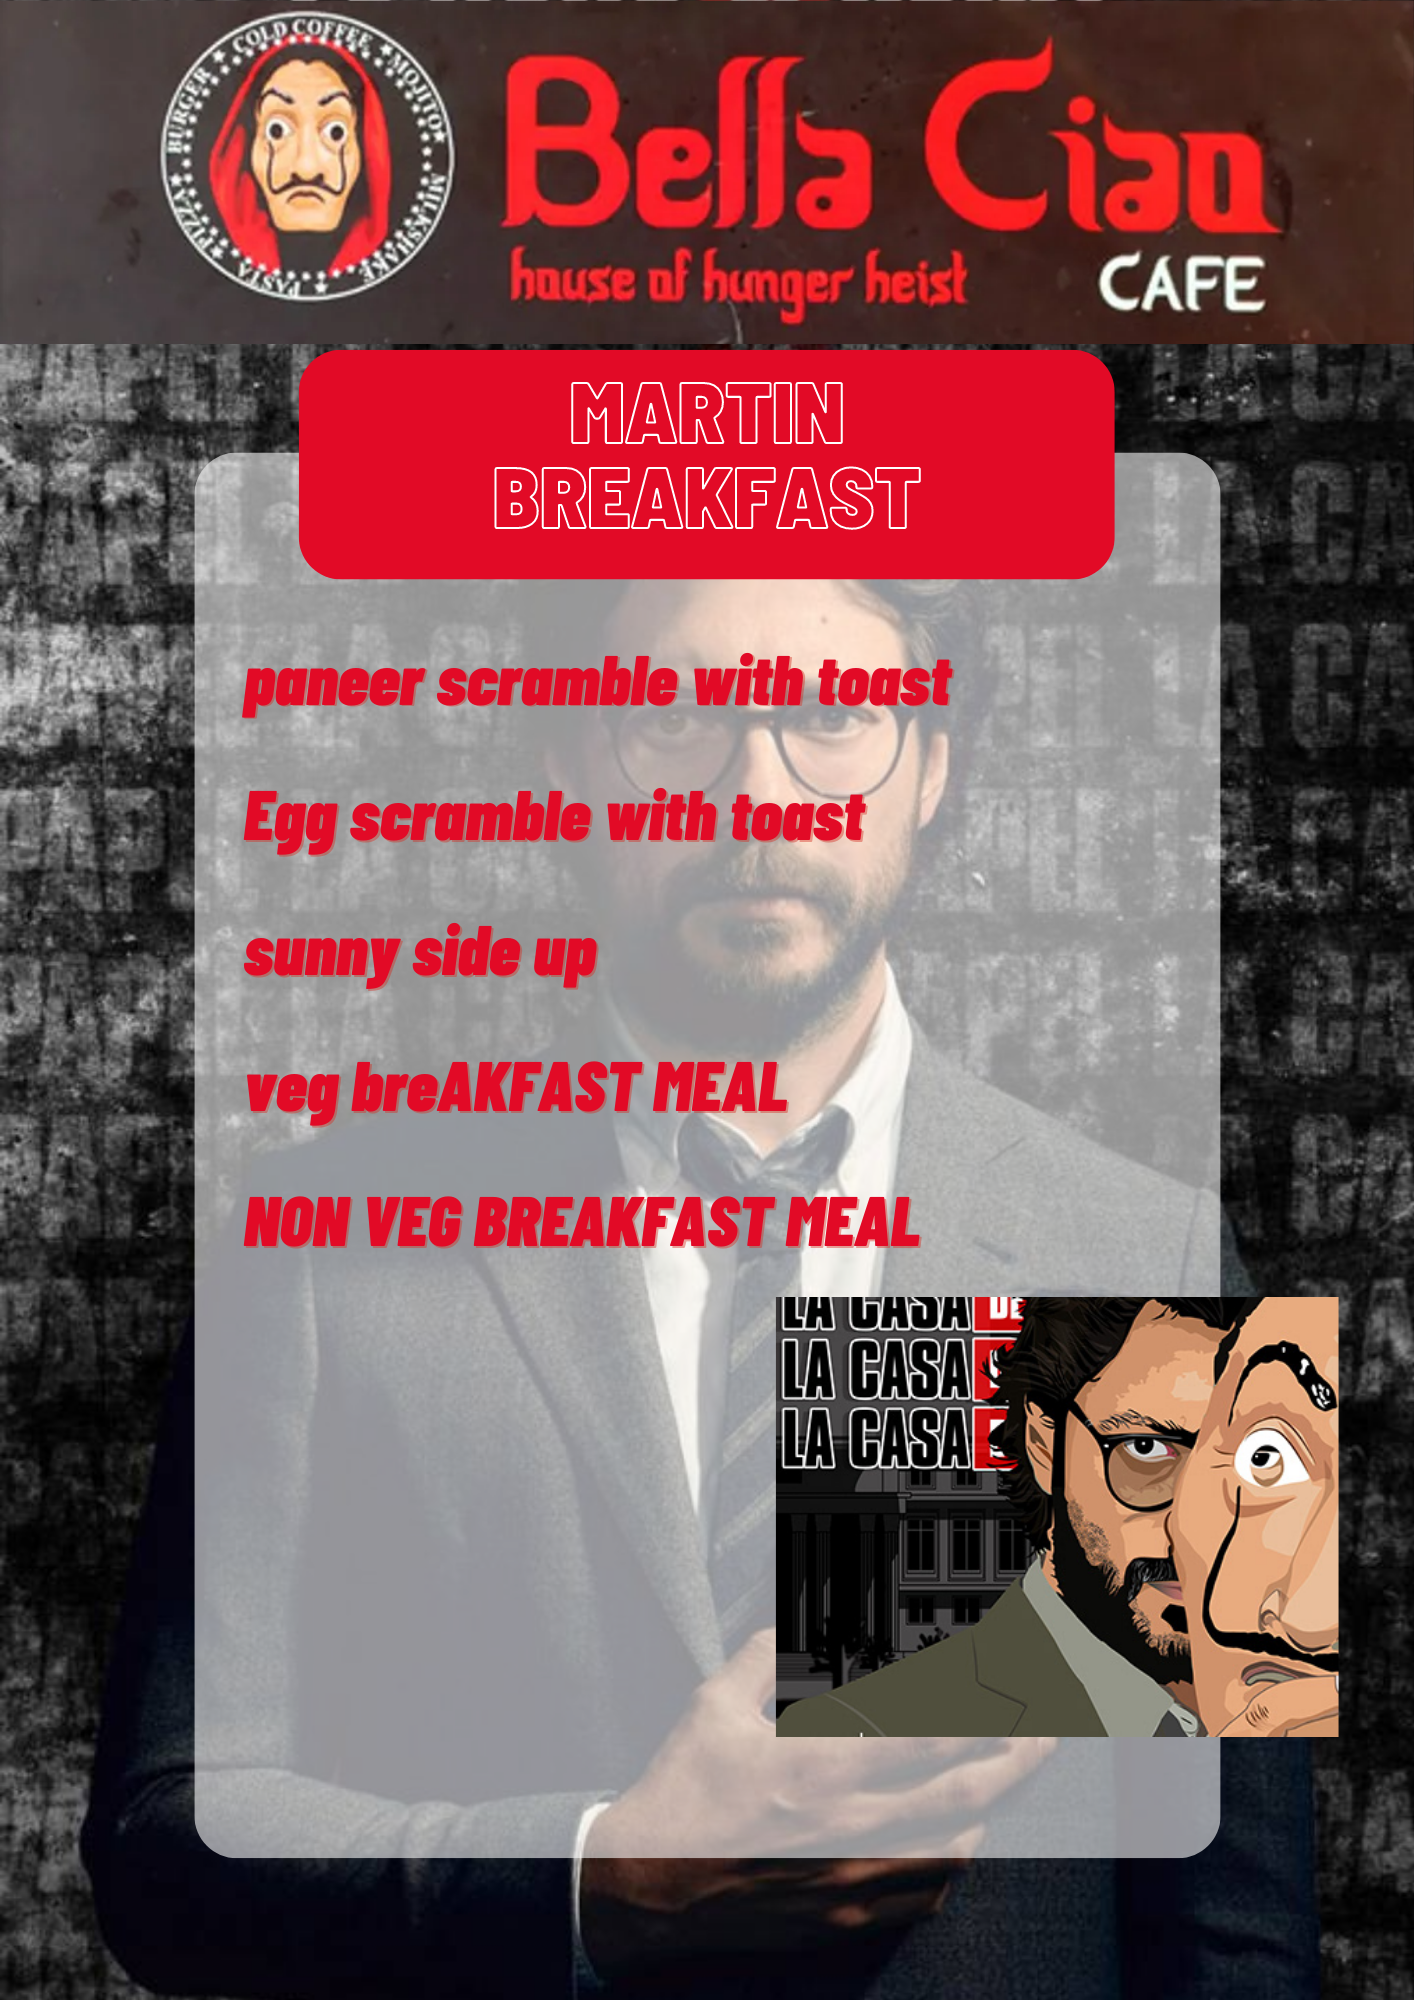 COLD COFFEE ★ MOJITO ★ MILKSHAKE ★ PASTA ★ PIZZA ★ BURGER ★
Bella Ciao
house of hunger heist
CAFE
MARTIN
BREAKFAST
paneer scramble with toast
Egg scramble with toast
sunny side up
veg breAKFAST MEAL
NON VEG BREAKFAST MEAL
LA CASA DE
LA CASA
LA CASA